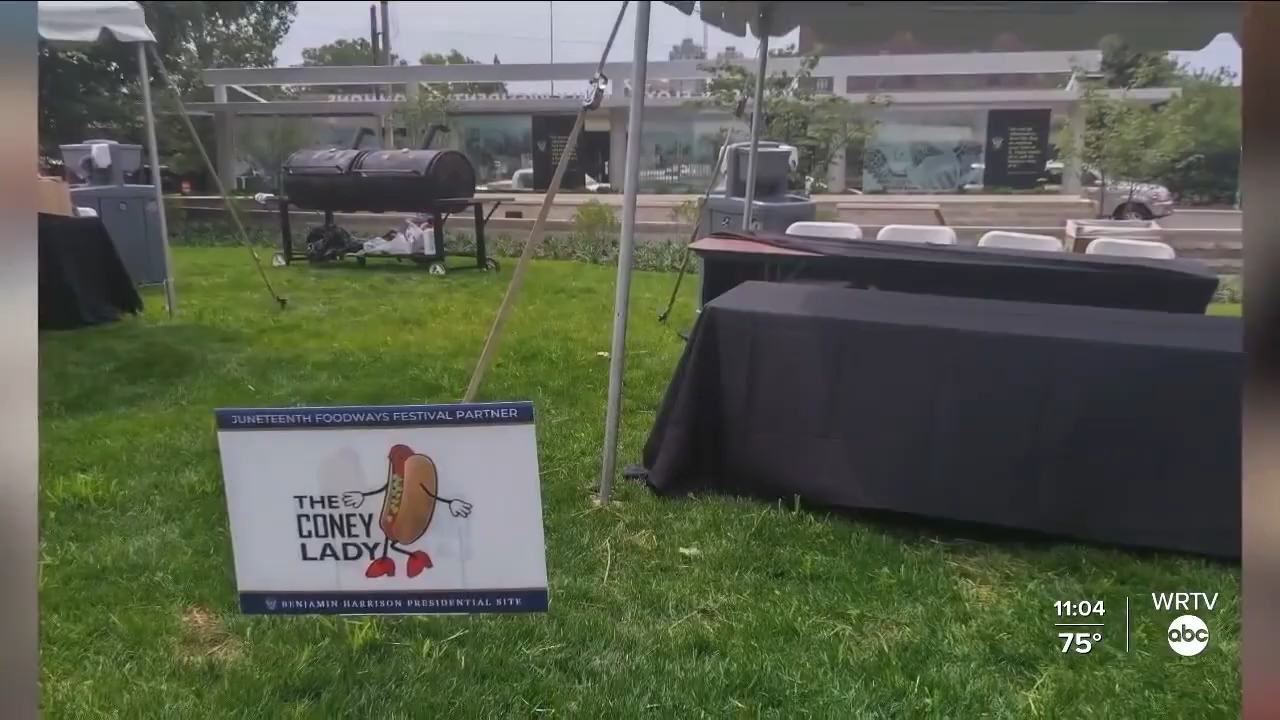 JUNETEENTH FOODWAYS FESTIVAL PARTNER
THE
CONEY
LADY
BENJAMIN HARRISON PRESIDENTIAL SITE
11:04
75°
WRTV
abc